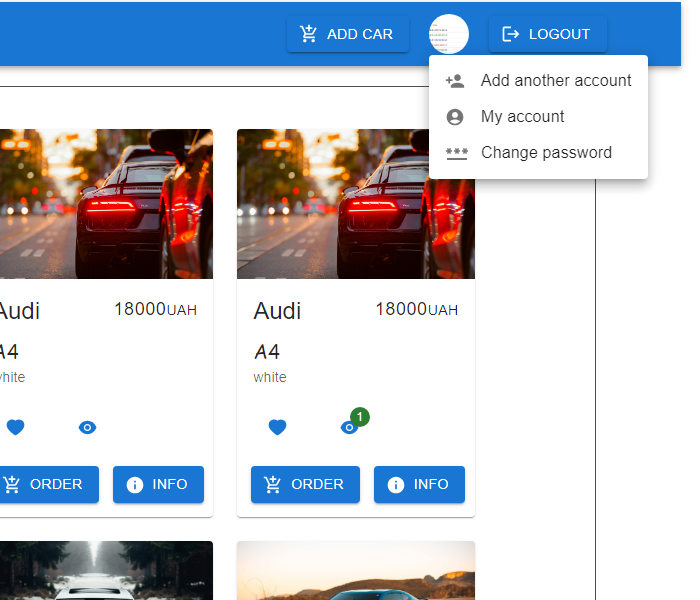 ADD CAR
LOGOUT
Add another account
My account
Change password
Audi 18000UAH
A4
white
ORDER INFO
Audi 18000UAH
A4
white
1
ORDER INFO